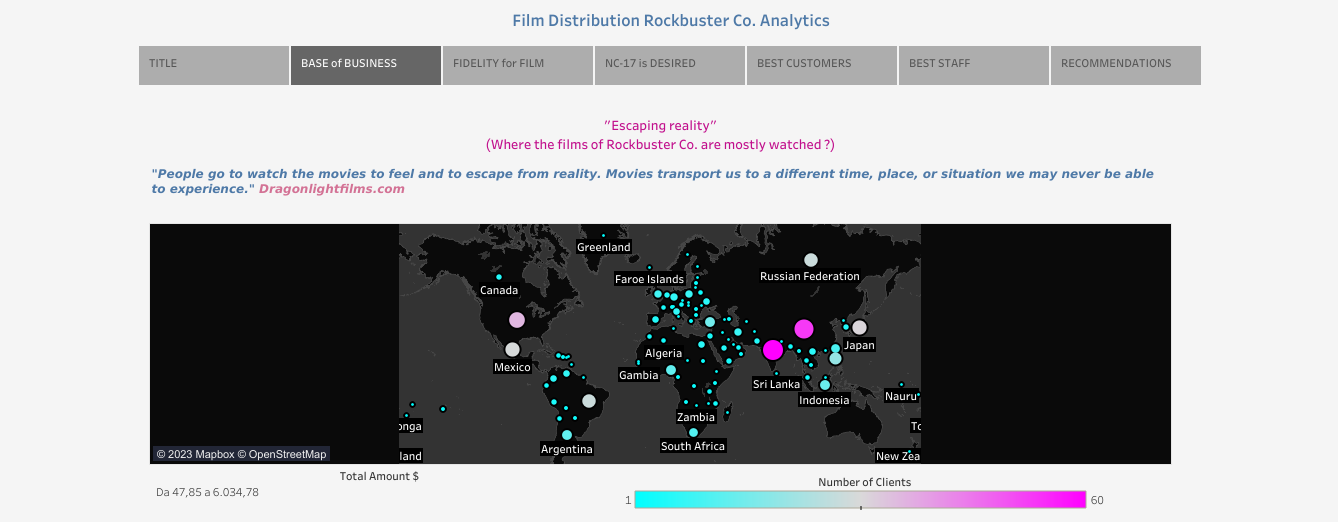 Film Distribution Rockbuster Co. Analytics
TITLE
BASE of BUSINESS
FIDELITY for FILM
NC-17 is DESIRED
BEST CUSTOMERS
BEST STAFF
RECOMMENDATIONS
"Escaping reality"
(Where the films of Rockbuster Co. are mostly watched ?)
"People go to watch the movies to feel and to escape from reality. Movies transport us to a different time, place, or situation we may never be able
to experience." Dragonlightfilms.com
Greenland
Faroe Islands
Russian Federation
Canada
Japan
Mexico
Algeria
Gambia
Sri Lanka
Indonesia
Nauru
Zambia
onga
To
Argentina
South Africa
lland
New Zea
© 2023 Mapbox © OpenStreetMap
Total Amount $
Da 47,85 a 6.034,78
Number of Clients
1
60